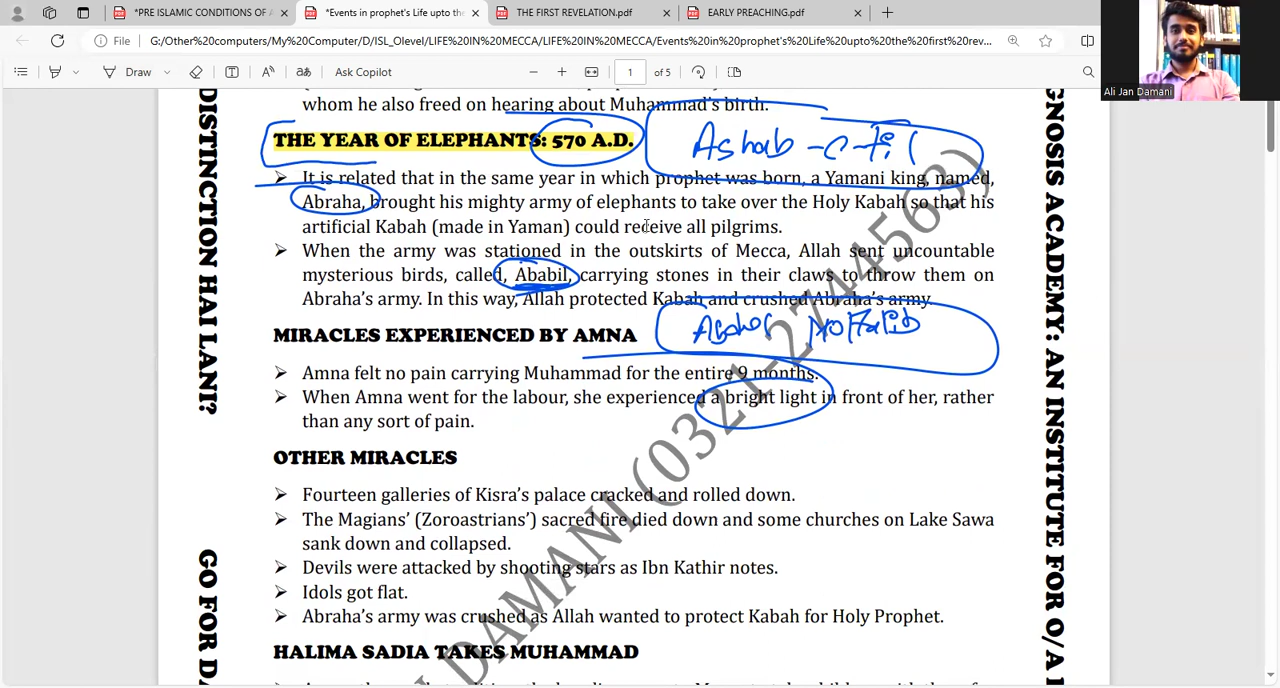 *PRE ISLAMIC CONDITIONS OF A
*Events in prophet's Life upto the
THE FIRST REVELATION.pdf
EARLY PREACHING.pdf
File
G:/Other%20computers/My%20Computer/D/ISL_Olevel/LIFE%20IN%20MECCA/LIFE%20IN%20MECCA/Events%20in%20prophet's%20Life%20upto%20the%20first%20rev...
Draw
Ask Copilot
1 of 5
Ali Jan Damani
whom he also freed on hearing about Muhammad's birth.
THE YEAR OF ELEPHANTS: 570 A.D.
Ashab-e-fil
➢ It is related that in the same year in which prophet was born, a Yamani king, named,
Abraha, brought his mighty army of elephants to take over the Holy Kabah so that his
artificial Kabah (made in Yaman) could receive all pilgrims.
➢ When the army was stationed in the outskirts of Mecca, Allah sent uncountable
mysterious birds, called, Ababil, carrying stones in their claws to throw them on
Abraha's army. In this way, Allah protected Kabah and crushed Abraha's army.
MIRACLES EXPERIENCED BY AMNA
➢ Amna felt no pain carrying Muhammad for the entire 9 months.
➢ When Amna went for the labour, she experienced a bright light in front of her, rather
than any sort of pain.
OTHER MIRACLES
➢ Fourteen galleries of Kisra's palace cracked and rolled down.
➢ The Magians' (Zoroastrians') sacred fire died down and some churches on Lake Sawa
sank down and collapsed.
➢ Devils were attacked by shooting stars as Ibn Kathir notes.
➢ Idols got flat.
➢ Abraha's army was crushed as Allah wanted to protect Kabah for Holy Prophet.
HALIMA SADIA TAKES MUHAMMAD
DISTINCTION HAI LANI?
GO FOR DA
GNOSIS ACADEMY: AN INSTITUTE FOR O/A L
DAMANI (0321-2744563)